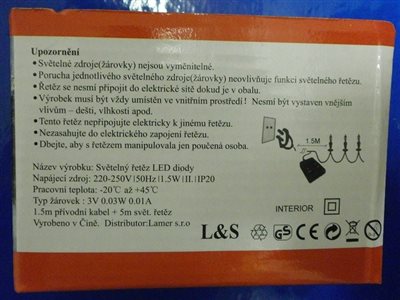 Upozornění
• Světelné zdroje(žárovky) nejsou vyměnitelné.
• Porucha jednotlivého světelného zdroje(žárovky) neovlivňuje funkci světelného řetězu.
• Řetěz se nesmí připojit do elektrické sítě dokud je v obalu.
• Výrobek musí být vždy umístěn ve vnitřním prostředí! Nesmí být vystaven vnějším
vlivům – dešti, vlhkosti apod.
• Tento řetěz nepřipojujte elektricky k jinému řetězu.
• Nezasahujte do elektrického zapojení řetězu.
• Dbejte, aby s řetězem manipulovala jen poučená osoba.
1.5M
Název výrobku: Světelný řetěz LED diody
Napájecí zdroj: 220-250V|50Hz|1.5W|II.|IP20
Pracovní teplota: -20℃ až +45℃
Typ žárovek : 3V 0.03W 0.01A
1.5m přívodní kabel + 5m svět. řetěz
Vyrobeno v Číně. Distributor:Lamer s.r.o
INTERIOR
L&S
GS
CE